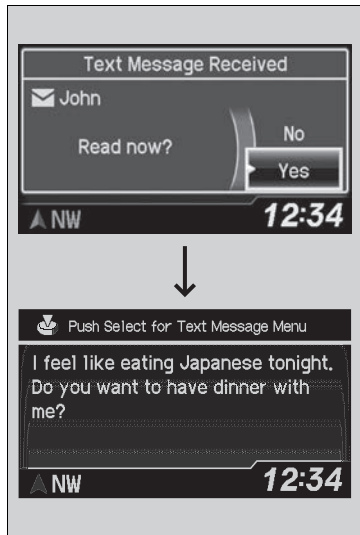 Text Message Received
John
Read now?
No
Yes
NW
12:34
Push Select for Text Message Menu
I feel like eating Japanese tonight.
Do you want to have dinner with
me?
NW
12:34